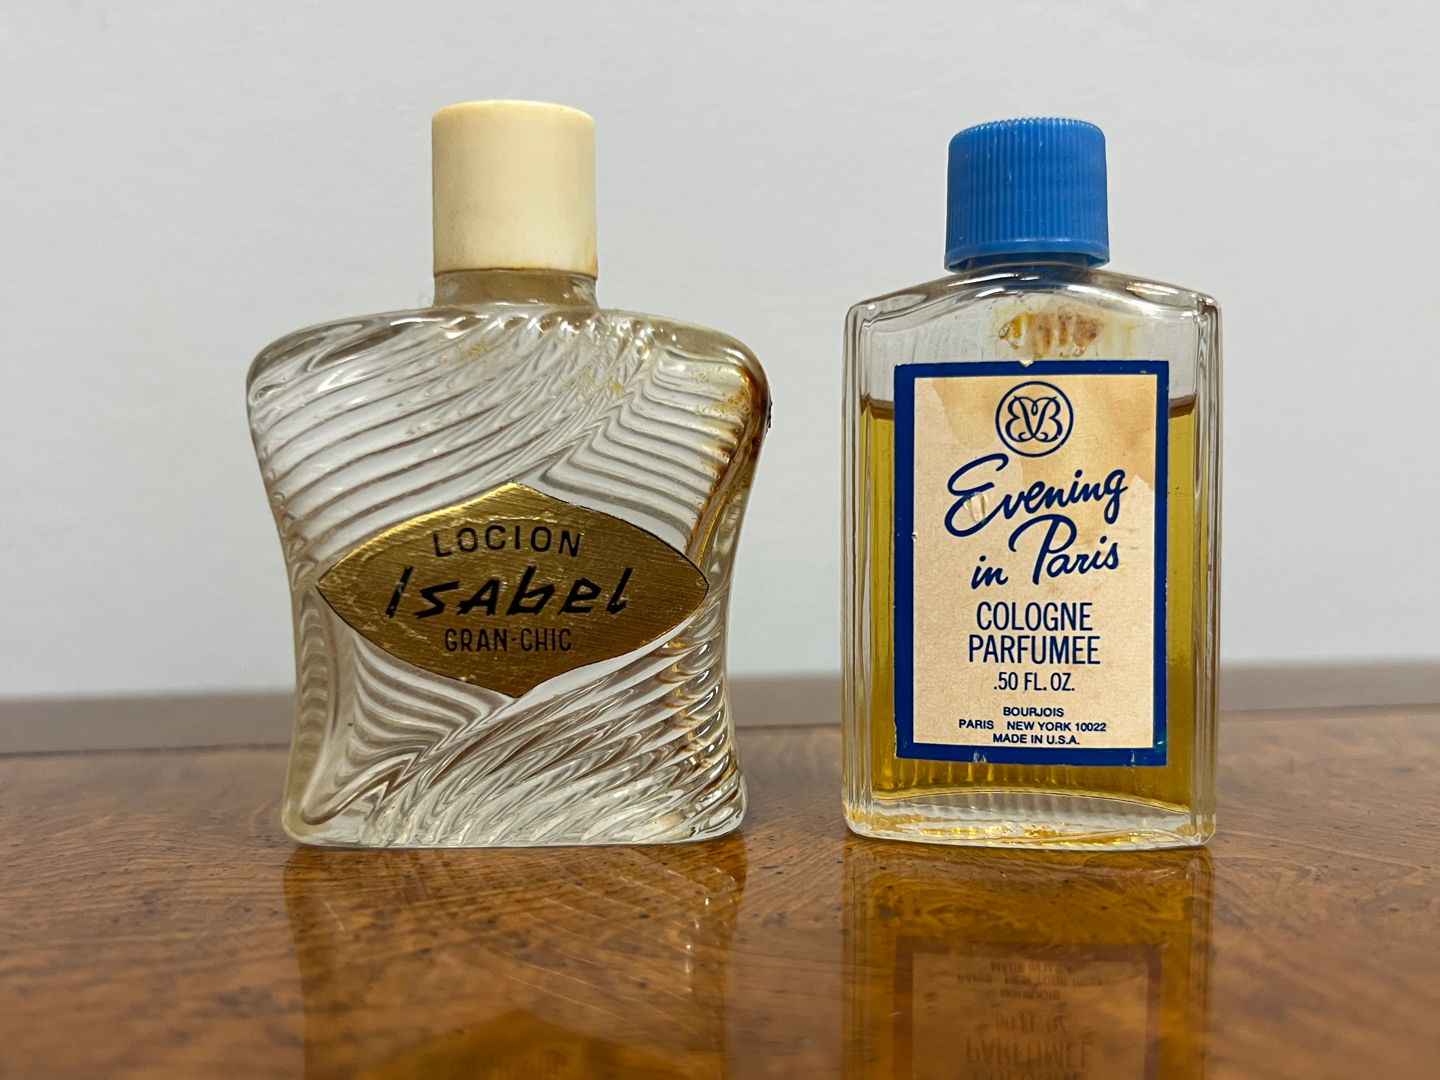 LOCION
Isabel
GRAN-CHIC
Evening
in Paris
COLOGNE
PARFUMEE
.50 FL. OZ.
BOURJOIS
PARIS NEW YORK 10022
MADE IN U.S.A.